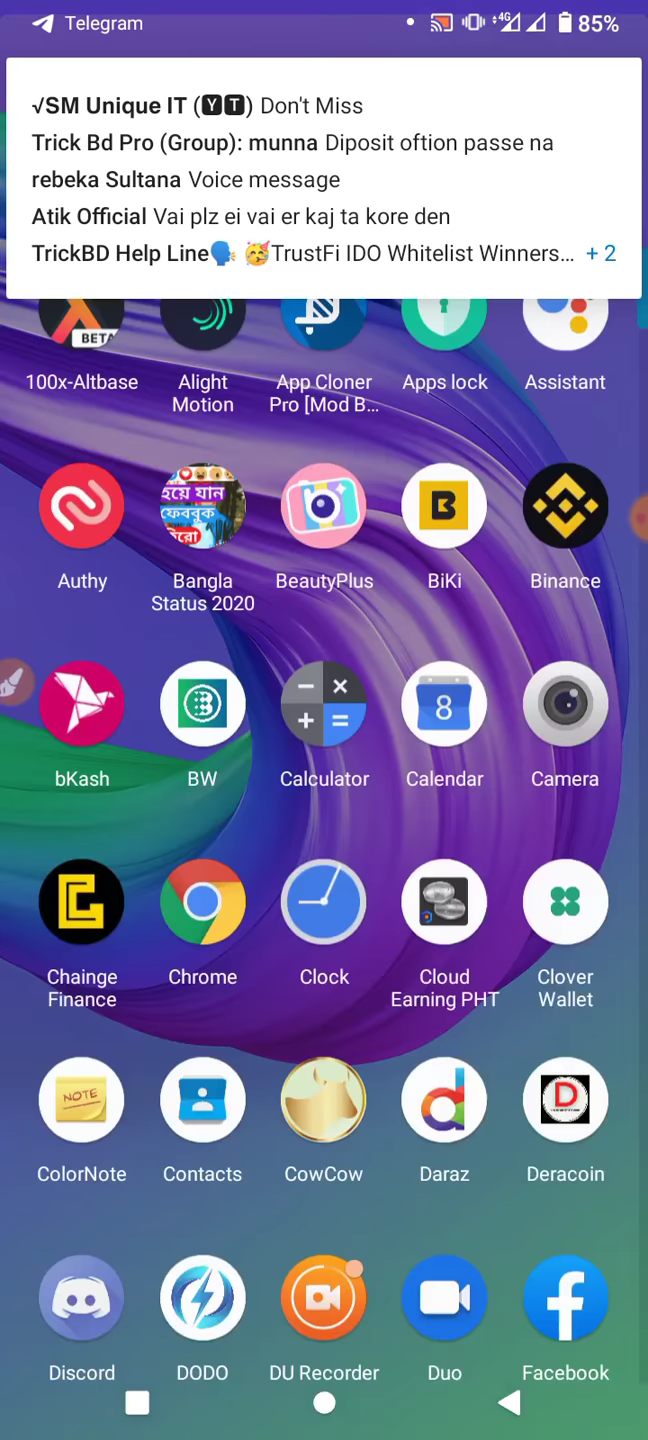 Telegram
4G
85%
√SM Unique IT (🆈🆃) Don't Miss
Trick Bd Pro (Group): munna Diposit oftion passe na
rebeka Sultana Voice message
Atik Official Vai plz ei vai er kaj ta kore den
TrickBD Help Line🗣️ 🥳TrustFi IDO Whitelist Winners… + 2
BETA
100x-Altbase
Alight Motion
App Cloner Pro [Mod B…
Apps lock
Assistant
হয়ে যান
ফেববুক
হিরো
Authy
Bangla Status 2020
BeautyPlus
BiKi
Binance
8
bKash
BW
Calculator
Calendar
Camera
Chainge Finance
Chrome
Clock
Cloud Earning PHT
Clover Wallet
NOTE
D
ColorNote
Contacts
CowCow
Daraz
Deracoin
Discord
DODO
DU Recorder
Duo
Facebook